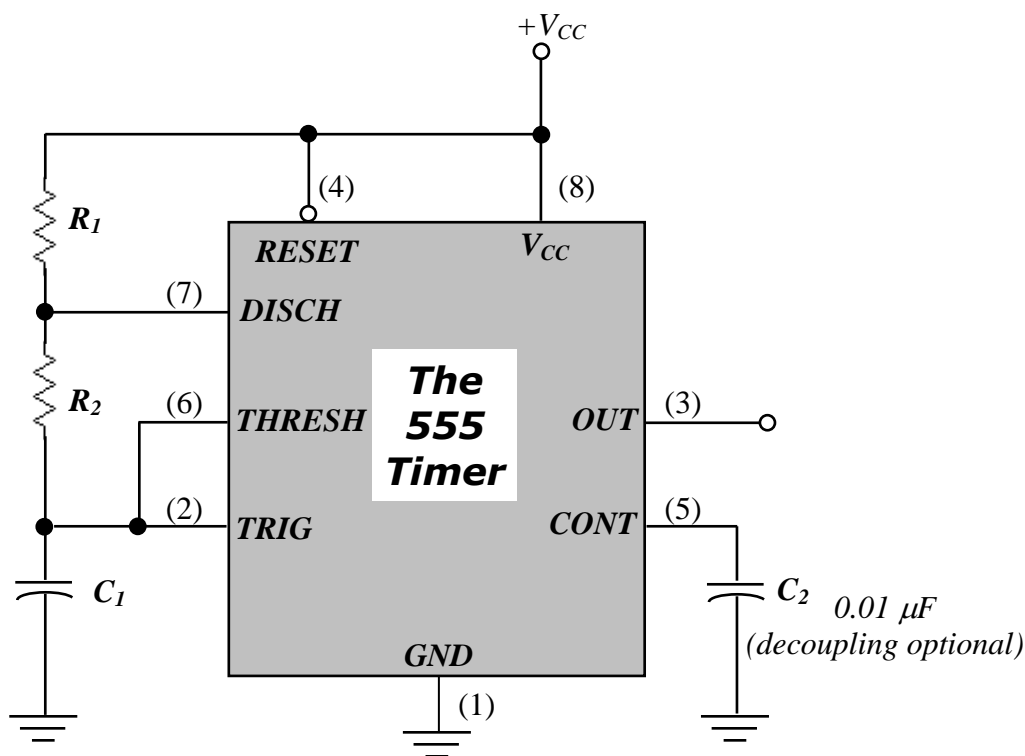 +VCC
(4)
(8)
R1
RESET
VCC
(7)
DISCH
The
555
Timer
R2
(6)
THRESH
OUT
(3)
(2)
TRIG
CONT
(5)
C1
C2
0.01 μF
(decoupling optional)
GND
(1)